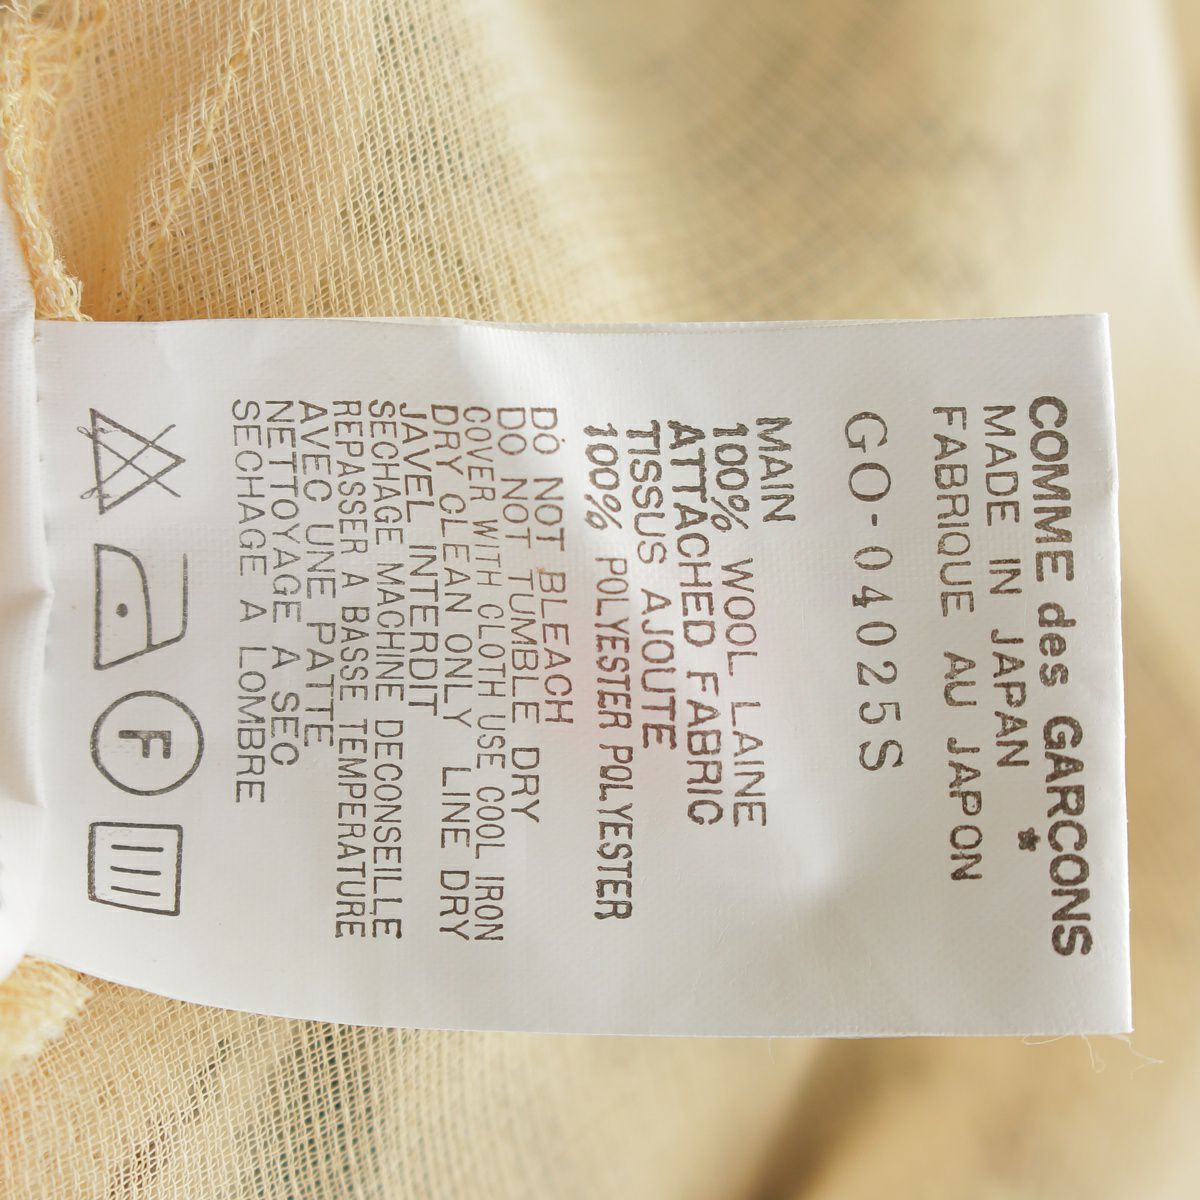 COMME des GARCONS
MADE IN JAPAN
FABRIQUE AU JAPON
GO-04025S
MAIN
100% WOOL LAINE
ATTACHED FABRIC
TISSUS AJOUTE
100% POLYESTER POLYESTER
DO NOT BLEACH
DO NOT TUMBLE DRY
COVER WITH CLOTH USE COOL IRON
DRY CLEAN ONLY LINE DRY
JAVEL INTERDIT
SECHAGE MACHINE DECONSEILLE
REPASSER A BASSE TEMPERATURE
AVEC UNE PATTE
NETTOYAGE A SEC
SECHAGE A LOMBRE
F